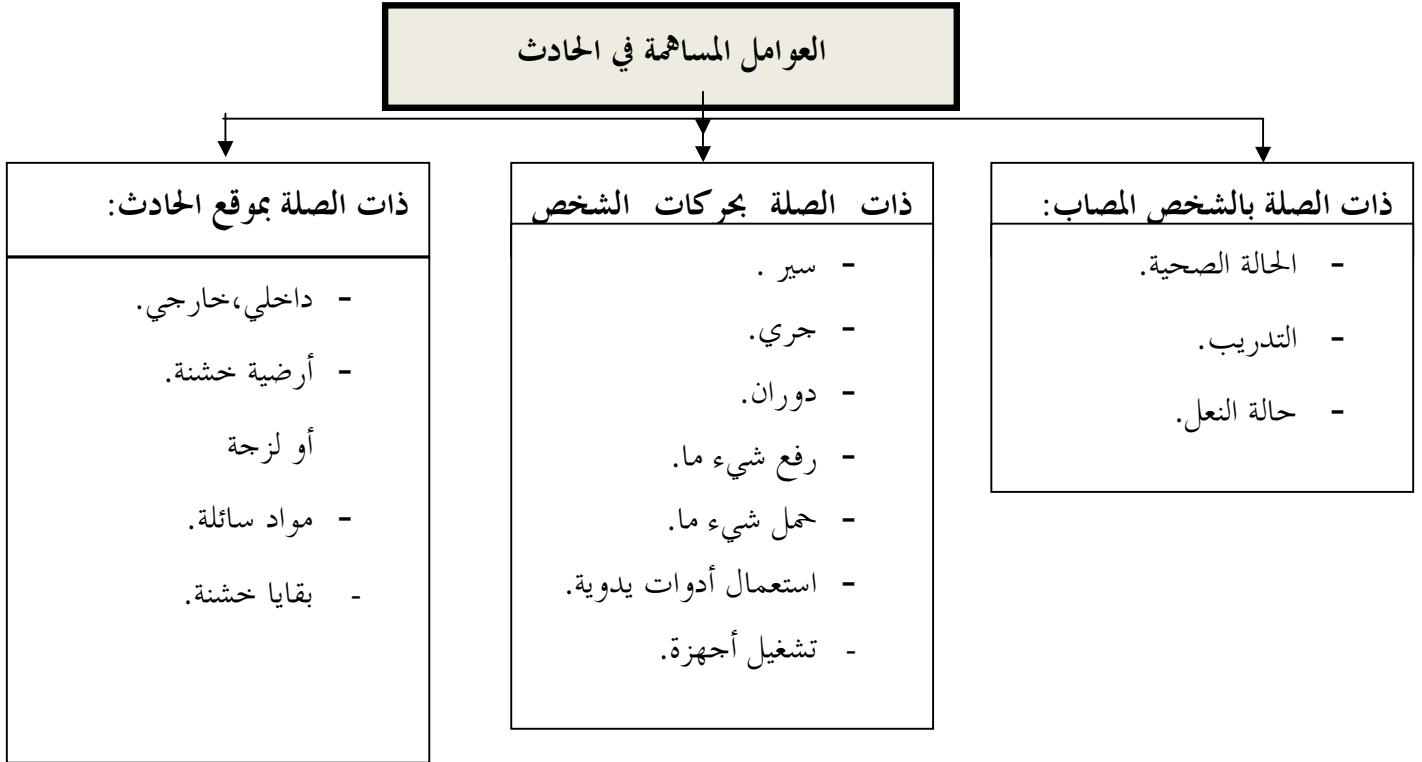 العوامل المساهمة في الحادث
ذات الصلة بالشخص المصاب:
- الحالة الصحية.
- التدريب.
- حالة النعل.
ذات الصلة بحركات الشخص
- سير .
- جري.
- دوران.
- رفع شيء ما.
- حمل شيء ما.
- استعمال أدوات يدوية.
- تشغيل أجهزة.
ذات الصلة بموقع الحادث:
- داخلي،خارجي.
- أرضية خشنة.
أو لزجة
- مواد سائلة.
- بقايا خشنة.